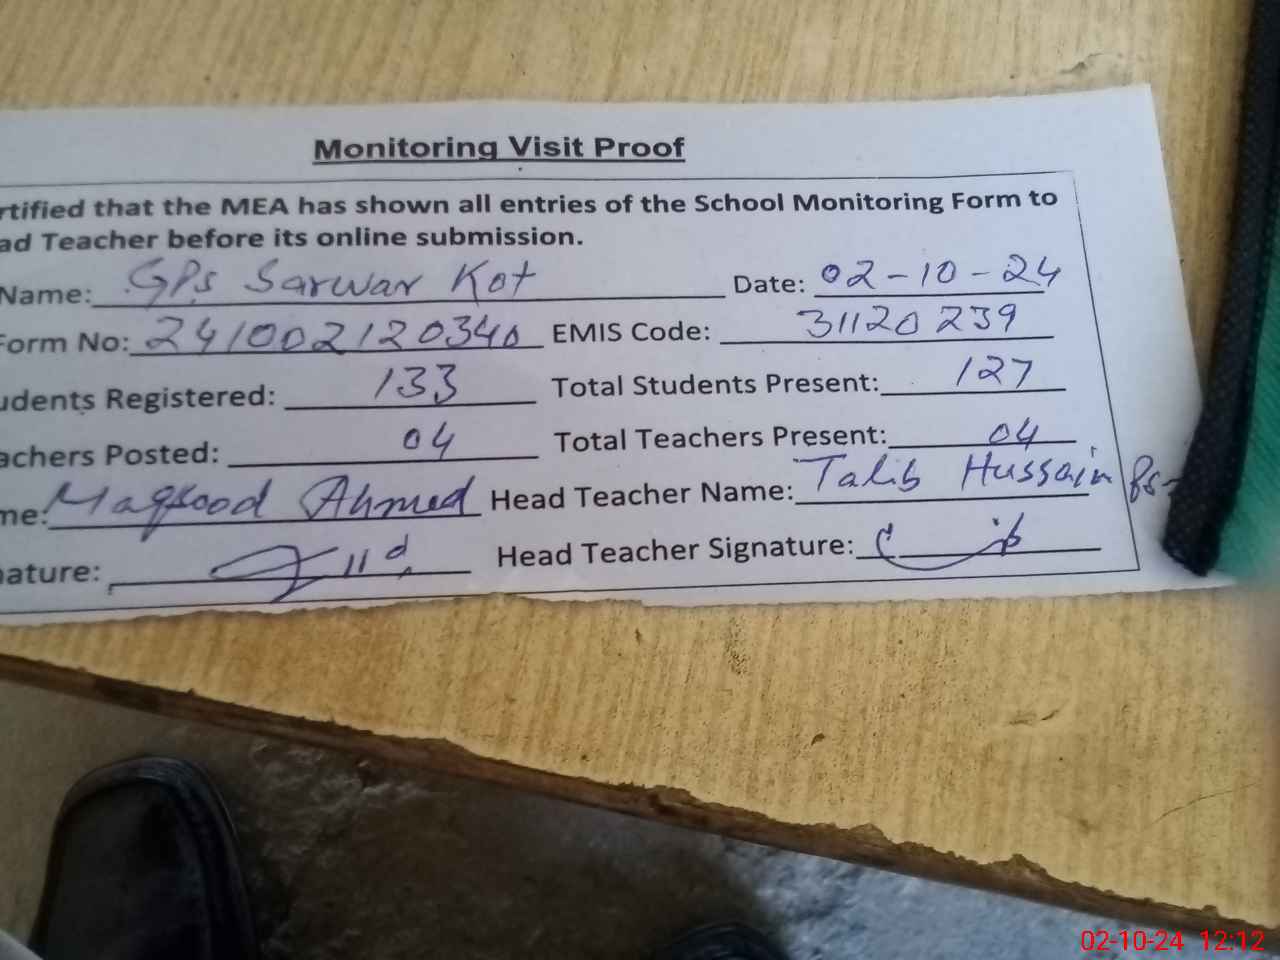 Monitoring Visit Proof
rtified that the MEA has shown all entries of the School Monitoring Form to
ad Teacher before its online submission.
Name: GPs Sarwar Kot Date: 02-10-24
Form No: 241002120340 EMIS Code: 31120239
udents Registered: 133 Total Students Present: 127
achers Posted: 04 Total Teachers Present: 04
me: Maqsood Ahmed Head Teacher Name: Talib Hussain
ature: Head Teacher Signature:
02-10-24 12:12